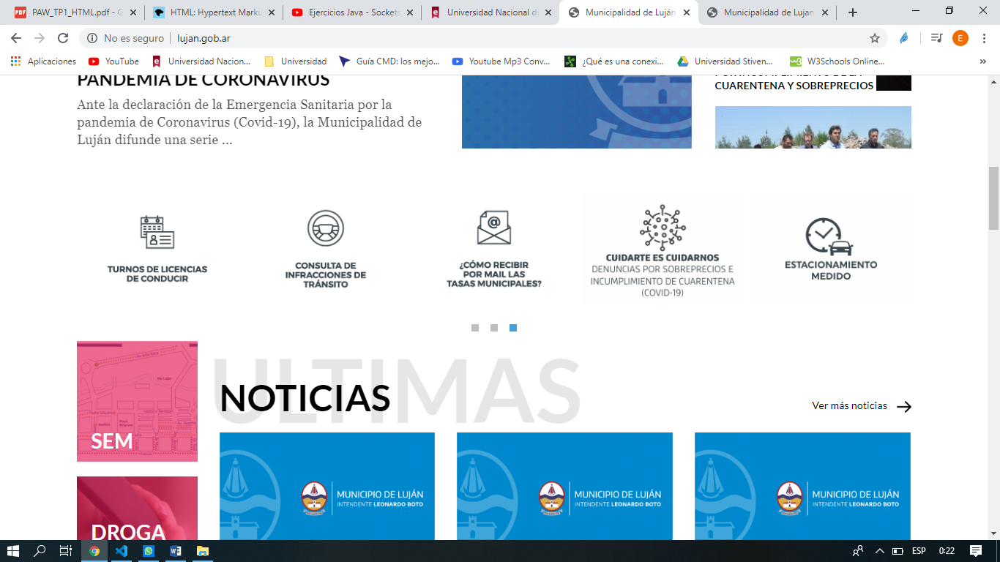 PAW_TP1_HTML.pdf - G
HTML: Hypertext Marku
Ejercicios Java - Sockets
Universidad Nacional d
Municipalidad de Luján
Municipalidad de Lujan
No es seguro
lujan.gob.ar
E
Aplicaciones
YouTube
Universidad Nacion...
Universidad
Guía CMD: los mejo...
Youtube Mp3 Conv...
¿Qué es una conexi...
Universidad Stiven...
W3Schools Online...
»
PANDEMIA DE CORONAVIRUS
Ante la declaración de la Emergencia Sanitaria por la
pandemia de Coronavirus (Covid-19), la Municipalidad de
Luján difunde una serie ...
CUARENTENA Y SOBREPRECIOS
TURNOS DE LICENCIAS
DE CONDUCIR
CONSULTA DE
INFRACCIONES DE
TRÁNSITO
¿CÓMO RECIBIR
POR MAIL LAS
TASAS MUNICIPALES?
CUIDARTE ES CUIDARNOS
DENUNCIAS POR SOBREPRECIOS E
INCUMPLIMIENTO DE CUARENTENA
(COVID-19)
ESTACIONAMIENTO
MEDIDO
SEM
DROGA
ULTIMAS
NOTICIAS
Ver más noticias
MUNICIPIO DE LUJÁN
INTENDENTE LEONARDO BOTO
MUNICIPIO DE LUJÁN
INTENDENTE LEONARDO BOTO
MUNICIPIO DE LUJÁN
INTENDENTE LEONARDO BOTO
ESP
0:22